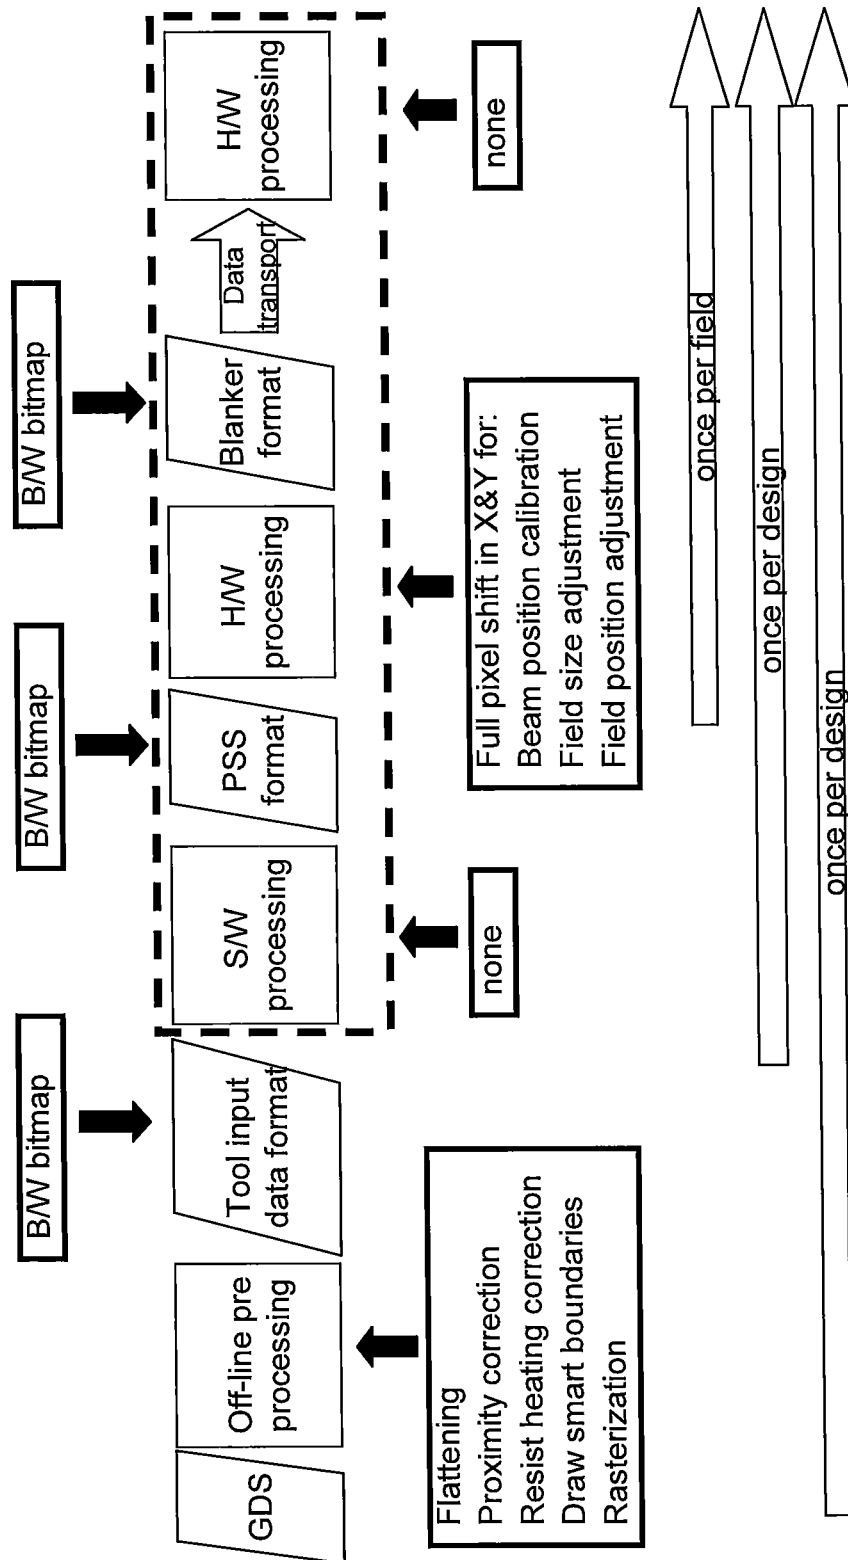 B/W bitmap
B/W bitmap
B/W bitmap
GDS
Off-line pre
processing
Tool input
data format
S/W
processing
PSS
format
H/W
processing
Blanker
format
Data
transport
H/W
processing
Flattening
Proximity correction
Resist heating correction
Draw smart boundaries
Rasterization
none
Full pixel shift in X&Y for:
Beam position calibration
Field size adjustment
Field position adjustment
none
once per field
once per design
once per design